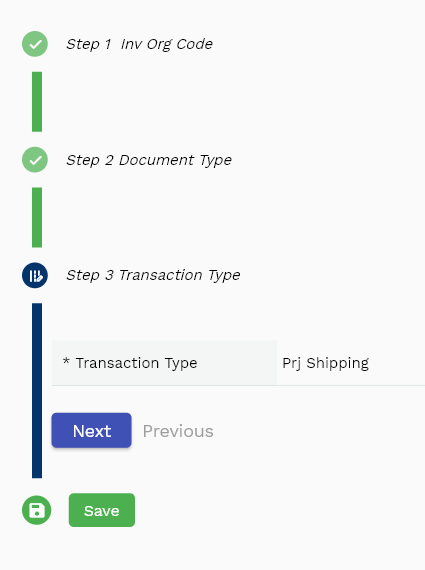 Step 1 Inv Org Code
Step 2 Document Type
Step 3 Transaction Type
* Transaction Type Prj Shipping
Next Previous
Save